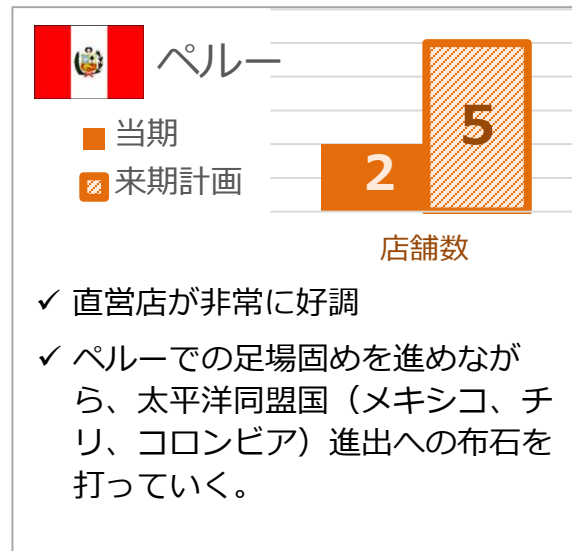 ペルー
当期
来期計画
2
5
店舗数
✓ 直営店が非常に好調
✓ ペルーでの足場固めを進めなが
ら、太平洋同盟国（メキシコ、チ
リ、コロンビア）進出への布石を
打っていく。